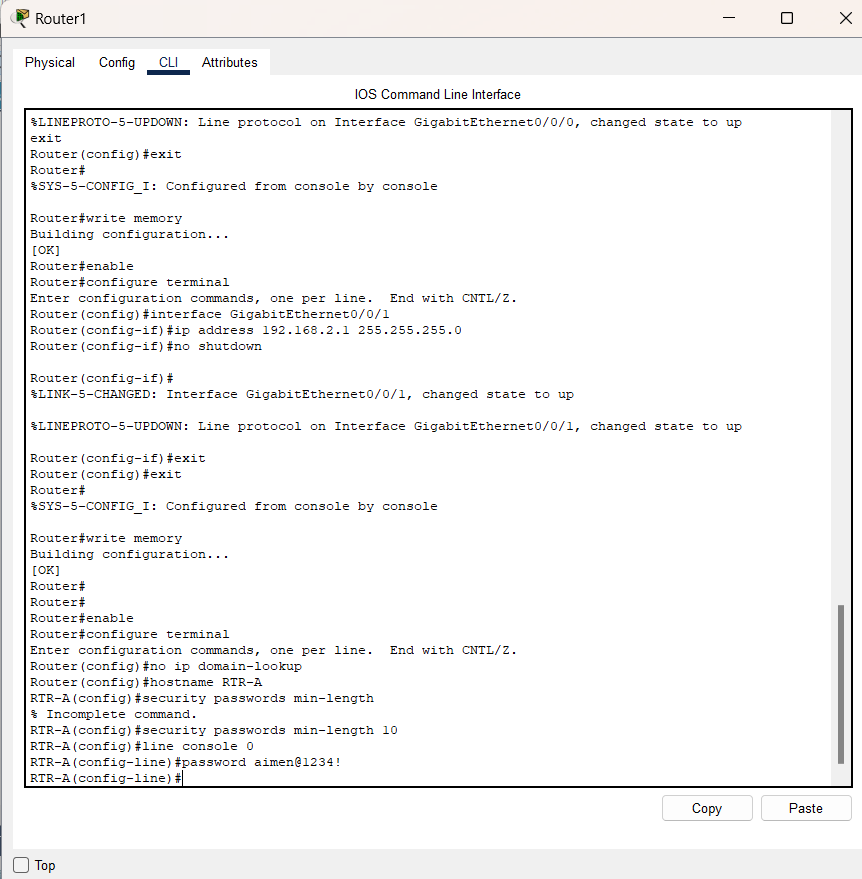 Router1
Physical Config CLI Attributes
IOS Command Line Interface
%LINEPROTO-5-UPDOWN: Line protocol on Interface GigabitEthernet0/0/0, changed state to up
exit
Router(config)#exit
Router#
%SYS-5-CONFIG_I: Configured from console by console
Router#write memory
Building configuration...
[OK]
Router#enable
Router#configure terminal
Enter configuration commands, one per line.  End with CNTL/Z.
Router(config)#interface GigabitEthernet0/0/1
Router(config-if)#ip address 192.168.2.1 255.255.255.0
Router(config-if)#no shutdown
Router(config-if)#
%LINK-5-CHANGED: Interface GigabitEthernet0/0/1, changed state to up
%LINEPROTO-5-UPDOWN: Line protocol on Interface GigabitEthernet0/0/1, changed state to up
Router(config-if)#exit
Router(config)#exit
Router#
%SYS-5-CONFIG_I: Configured from console by console
Router#write memory
Building configuration...
[OK]
Router#
Router#
Router#enable
Router#configure terminal
Enter configuration commands, one per line.  End with CNTL/Z.
Router(config)#no ip domain-lookup
Router(config)#hostname RTR-A
RTR-A(config)#security passwords min-length
% Incomplete command.
RTR-A(config)#security passwords min-length 10
RTR-A(config)#line console 0
RTR-A(config-line)#password aimen@1234!
RTR-A(config-line)#
Copy Paste
Top